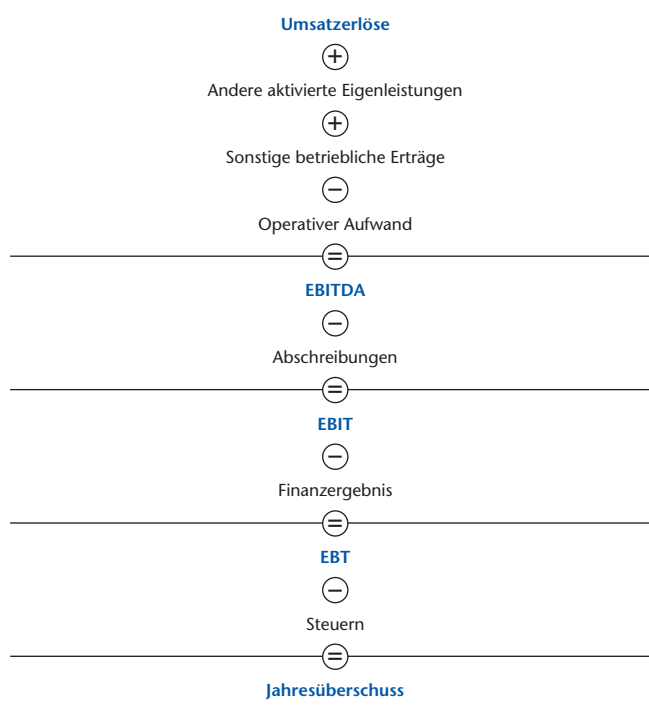 Umsatzerlöse
+
Andere aktivierte Eigenleistungen
+
Sonstige betriebliche Erträge
−
Operativer Aufwand
=
EBITDA
−
Abschreibungen
=
EBIT
−
Finanzergebnis
=
EBT
−
Steuern
=
Jahresüberschuss